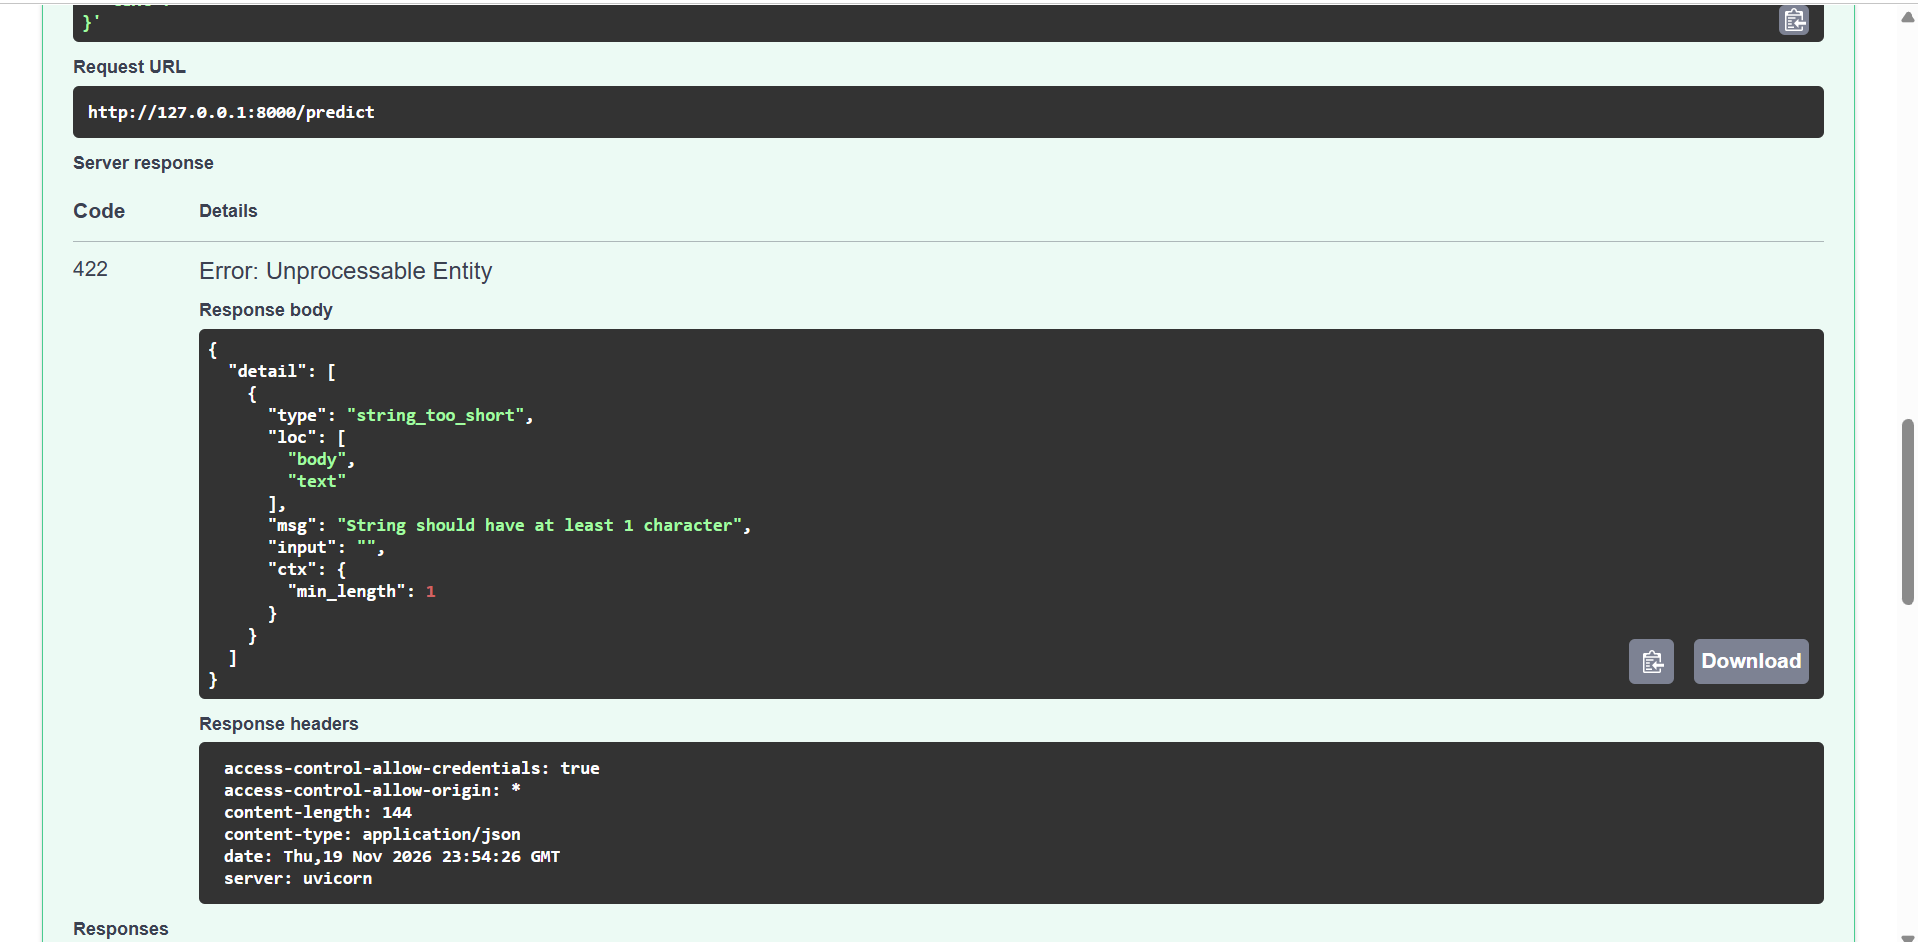 }'
Request URL
http://127.0.0.1:8000/predict
Server response
Code Details
422 Error: Unprocessable Entity
Response body
{
  "detail": [
    {
      "type": "string_too_short",
      "loc": [
        "body",
        "text"
      ],
      "msg": "String should have at least 1 character",
      "input": "",
      "ctx": {
        "min_length": 1
      }
    }
  ]
}
Download
Response headers
access-control-allow-credentials: true
access-control-allow-origin: *
content-length: 144
content-type: application/json
date: Thu,19 Nov 2026 23:54:26 GMT
server: uvicorn
Responses